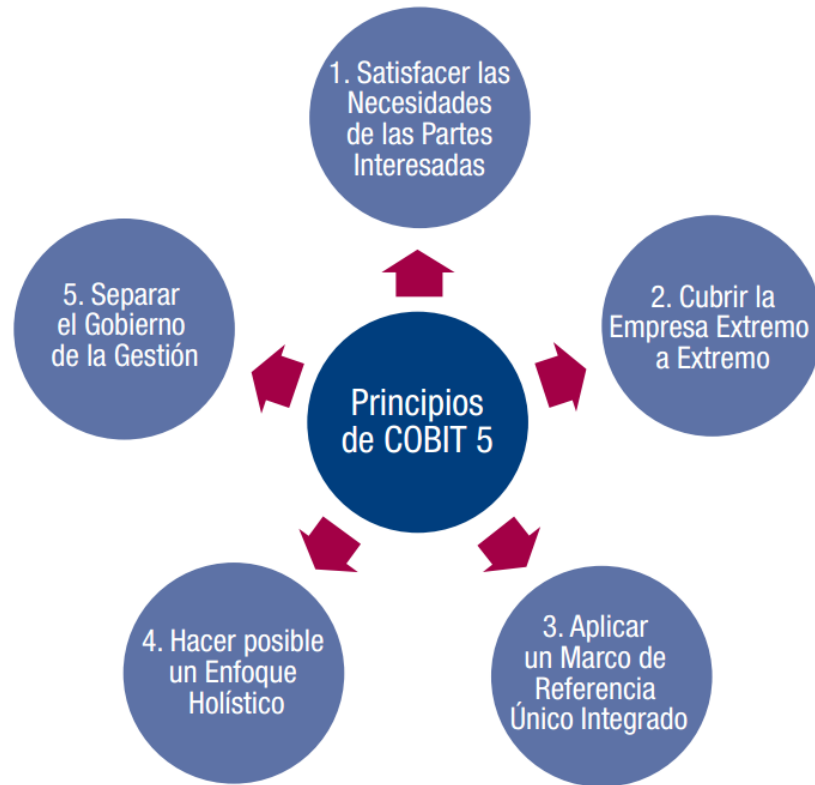 1. Satisfacer las
Necesidades
de las Partes
Interesadas
2. Cubrir la
Empresa Extremo
a Extremo
3. Aplicar
un Marco de
Referencia
Único Integrado
4. Hacer posible
un Enfoque
Holístico
5. Separar
el Gobierno
de la Gestión
Principios
de COBIT 5